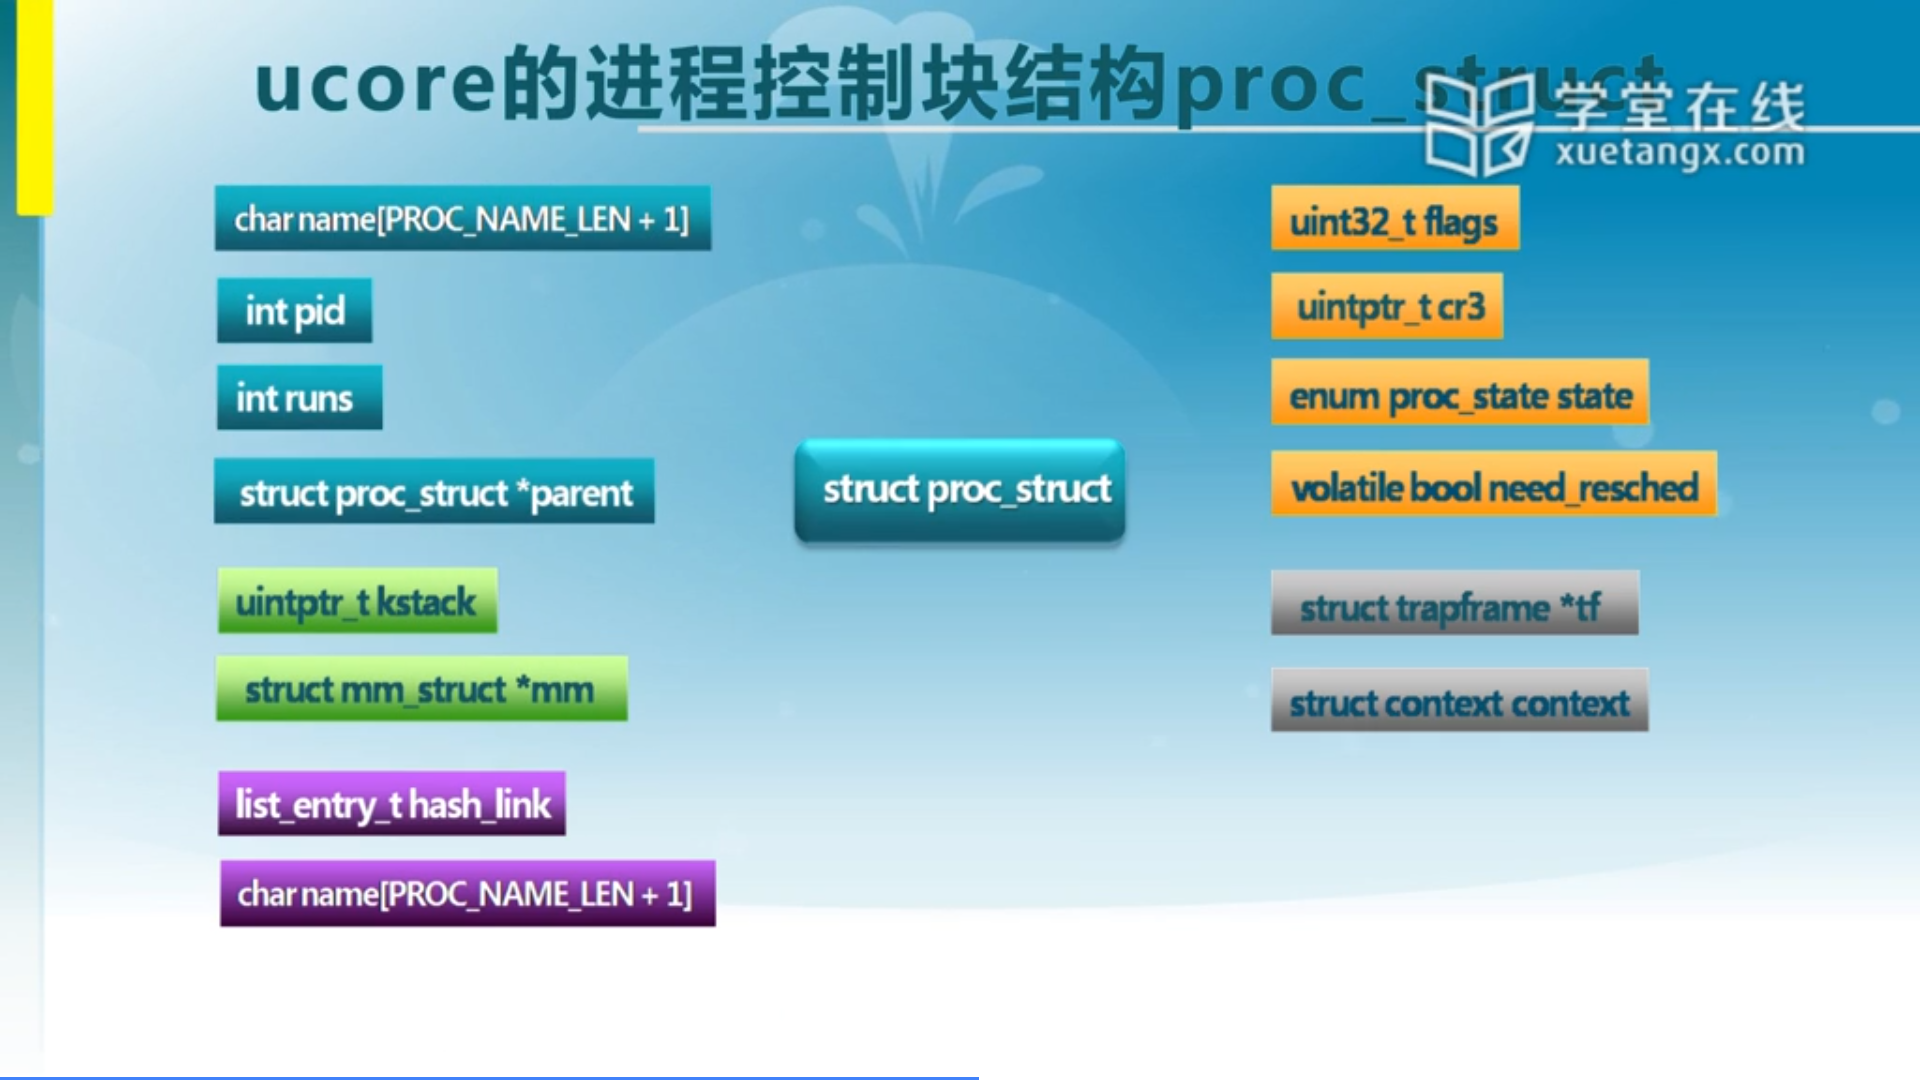 ucore的进程控制块结构proc_struct
学堂在线
xuetangx.com
char name[PROC_NAME_LEN + 1]
int pid
int runs
struct proc_struct *parent
uintptr_t kstack
struct mm_struct *mm
list_entry_t hash_link
char name[PROC_NAME_LEN + 1]
struct proc_struct
uint32_t flags
uintptr_t cr3
enum proc_state state
volatile bool need_resched
struct trapframe *tf
struct context context